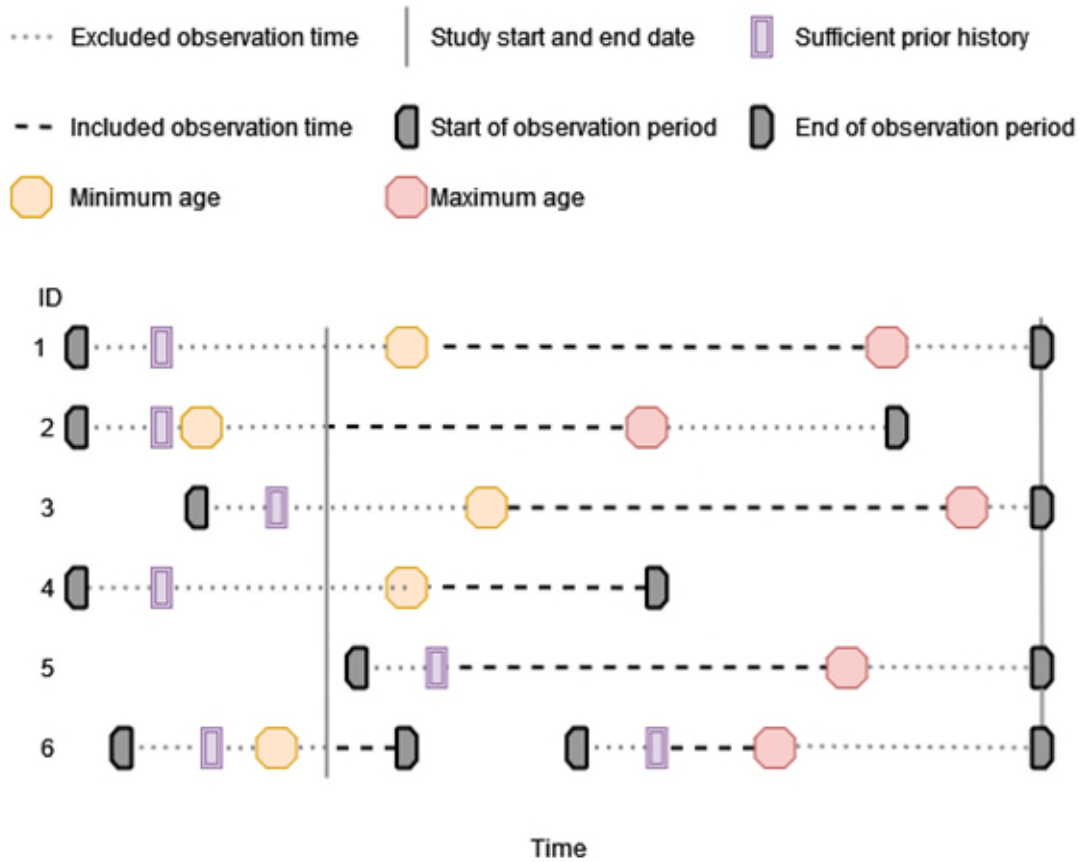 Excluded observation time
Study start and end date
Sufficient prior history
Included observation time
Start of observation period
End of observation period
Minimum age
Maximum age
ID
1
2
3
4
5
6
Time